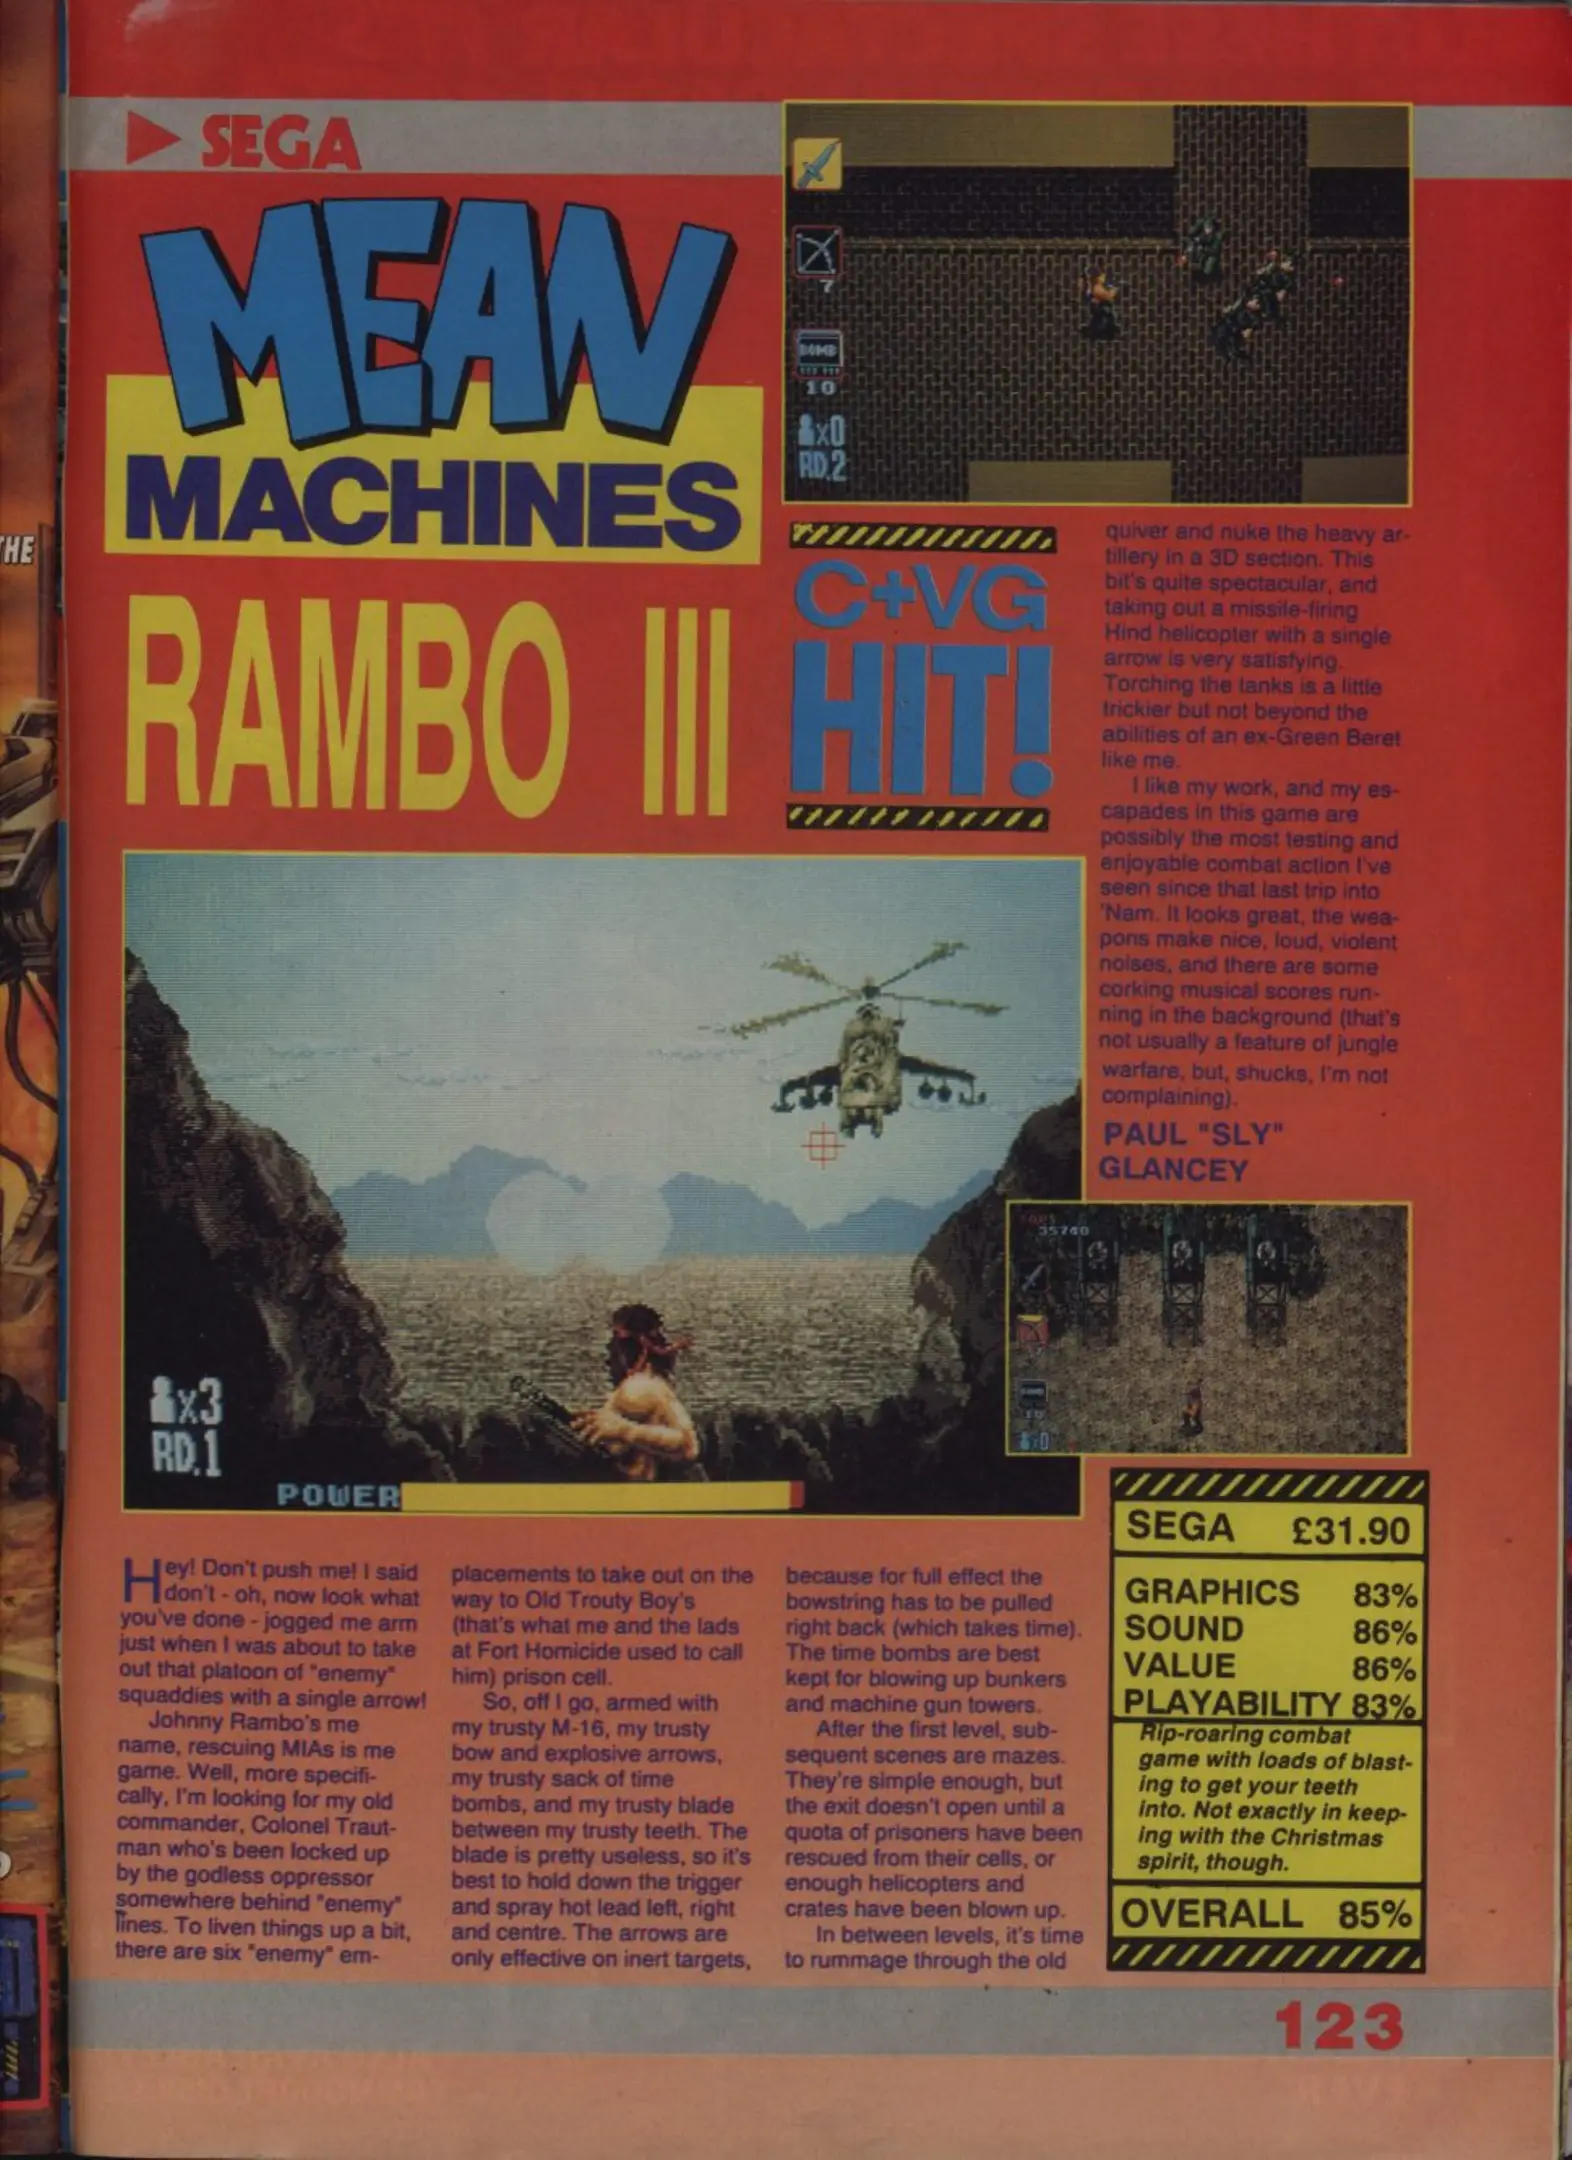 SEGA
MEAN
MACHINES
RAMBO III
7
BOMB
10
x0
RD.2
C+VG
HIT!
x3
RD.1
POWER
Hey! Don't push me! I said
don't - oh, now look what
you've done - jogged me arm
just when I was about to take
out that platoon of "enemy"
squaddies with a single arrow!
Johnny Rambo's me
name, rescuing MIAs is me
game. Well, more specifi-
cally, I'm looking for my old
commander, Colonel Traut-
man who's been locked up
by the godless oppressor
somewhere behind "enemy"
lines. To liven things up a bit,
there are six "enemy" em-
placements to take out on the
way to Old Trouty Boy's
(that's what me and the lads
at Fort Homicide used to call
him) prison cell.
So, off I go, armed with
my trusty M-16, my trusty
bow and explosive arrows,
my trusty sack of time
bombs, and my trusty blade
between my trusty teeth. The
blade is pretty useless, so it's
best to hold down the trigger
and spray hot lead left, right
and centre. The arrows are
only effective on inert targets,
because for full effect the
bowstring has to be pulled
right back (which takes time).
The time bombs are best
kept for blowing up bunkers
and machine gun towers.
After the first level, sub-
sequent scenes are mazes.
They're simple enough, but
the exit doesn't open until a
quota of prisoners have been
rescued from their cells, or
enough helicopters and
crates have been blown up.
In between levels, it's time
to rummage through the old
quiver and nuke the heavy ar-
tillery in a 3D section. This
bit's quite spectacular, and
taking out a missile-firing
Hind helicopter with a single
arrow is very satisfying.
Torching the tanks is a little
trickier but not beyond the
abilities of an ex-Green Beret
like me.
I like my work, and my es-
capades in this game are
possibly the most testing and
enjoyable combat action I've
seen since that last trip into
'Nam. It looks great, the wea-
pons make nice, loud, violent
noises, and there are some
corking musical scores run-
ning in the background (that's
not usually a feature of jungle
warfare, but, shucks, I'm not
complaining).
PAUL "SLY"
GLANCEY
35740
x0
SEGA £31.90
GRAPHICS 83%
SOUND 86%
VALUE 86%
PLAYABILITY 83%
Rip-roaring combat
game with loads of blast-
ing to get your teeth
into. Not exactly in keep-
ing with the Christmas
spirit, though.
OVERALL 85%
123
THE